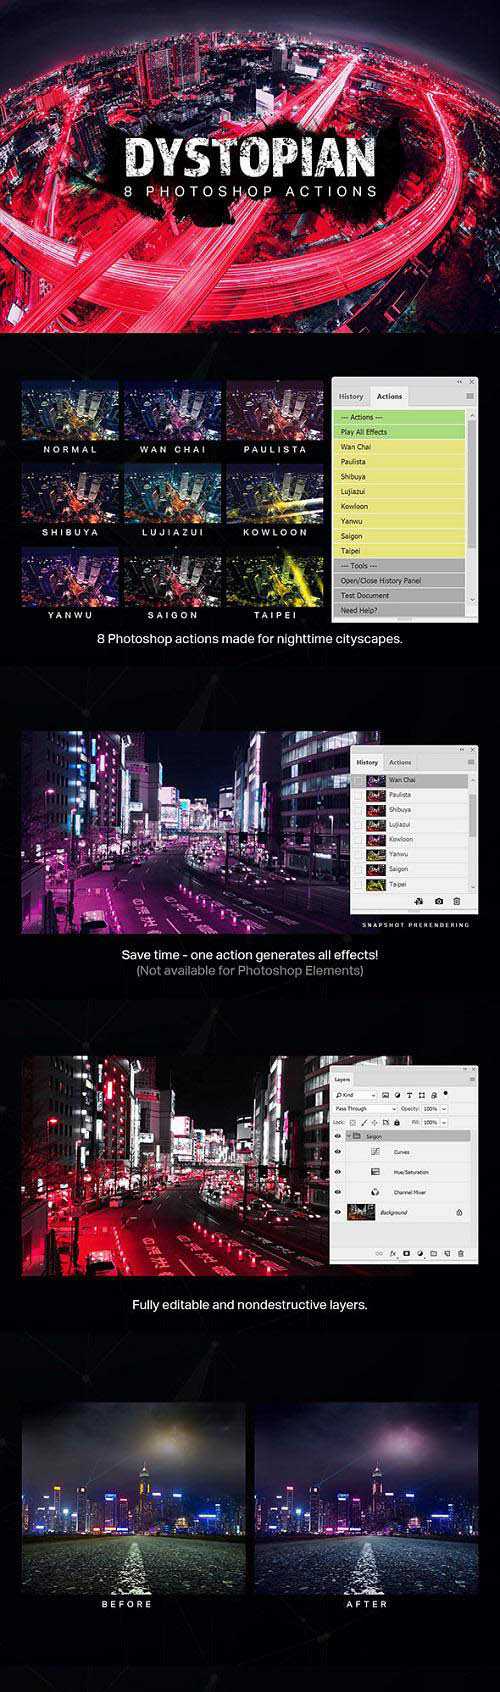 DYSTOPIAN
8 PHOTOSHOP ACTIONS
NORMAL
WAN CHAI
PAULISTA
SHIBUYA
LUJIAZUI
KOWLOON
YANWU
SAIGON
TAIPEI
History
Actions
--- Actions ---
Play All Effects
Wan Chai
Paulista
Shibuya
Lujiazui
Kowloon
Yanwu
Saigon
Taipei
--- Tools ---
Open/Close History Panel
Test Document
Need Help?
8 Photoshop actions made for nighttime cityscapes.
History
Actions
Wan Chai
Paulista
Shibuya
Lujiazui
Kowloon
Yanwu
Saigon
Taipei
SNAPSHOT PRERENDERING
Save time - one action generates all effects!
(Not available for Photoshop Elements)
Layers
Kind
Pass Through
Opacity: 100%
Lock:
Fill: 100%
Saigon
Curves
Hue/Saturation
Channel Mixer
Background
fx
Fully editable and nondestructive layers.
BEFORE
AFTER